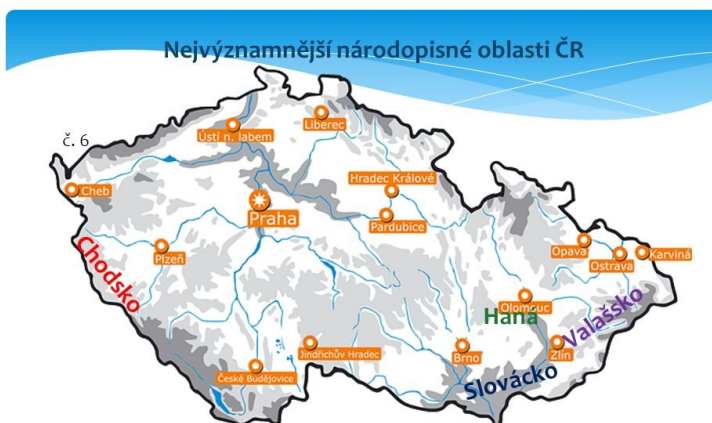 Nejvýznamnější národopisné oblasti ČR
Liberec
Ústí n. labem
č. 6
Cheb
Hradec Králové
Praha
Pardubice
Chodsko
Plzeň
Opava
Ostrava
Karviná
Olomouc
Haná
Valašsko
Jindřichův Hradec
Brno
Zlín
České Budějovice
Slovácko